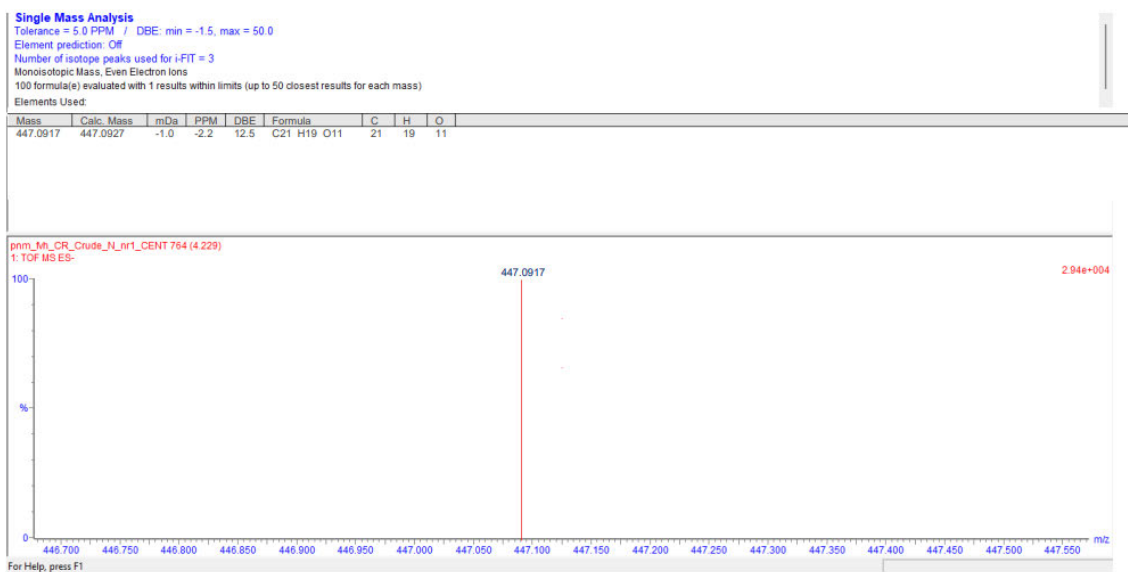 Single Mass Analysis
Tolerance = 5.0 PPM / DBE: min = -1.5, max = 50.0
Element prediction: Off
Number of isotope peaks used for i-FIT = 3
Monoisotopic Mass, Even Electron Ions
100 formula(e) evaluated with 1 results within limits (up to 50 closest results for each mass)
Elements Used:
Mass Calc. Mass mDa PPM DBE Formula C H O
447.0917 447.0927 -1.0 -2.2 12.5 C21 H19 O11 21 19 11
pnm_Mh_CR_Crude_N_nr1_CENT 764 (4.229)
1: TOF MS ES-
447.0917 2.94e+004
100
%
0
446.700 446.750 446.800 446.850 446.900 446.950 447.000 447.050 447.100 447.150 447.200 447.250 447.300 447.350 447.400 447.450 447.500 447.550 m/z
For Help, press F1